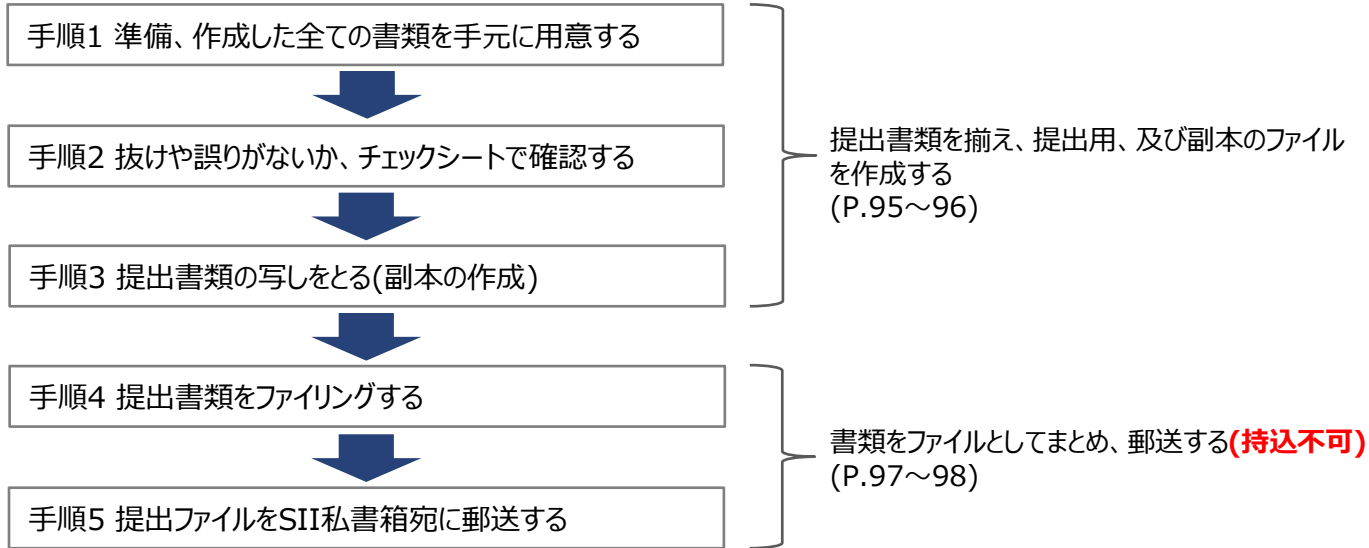 手順1 準備、作成した全ての書類を手元に用意する
手順2 抜けや誤りがないか、チェックシートで確認する
手順3 提出書類の写しをとる(副本の作成)
提出書類を揃え、提出用、及び副本のファイル
を作成する
(P.95～96)
手順4 提出書類をファイリングする
手順5 提出ファイルをSII私書箱宛に郵送する
書類をファイルとしてまとめ、郵送する(持込不可)
(P.97～98)